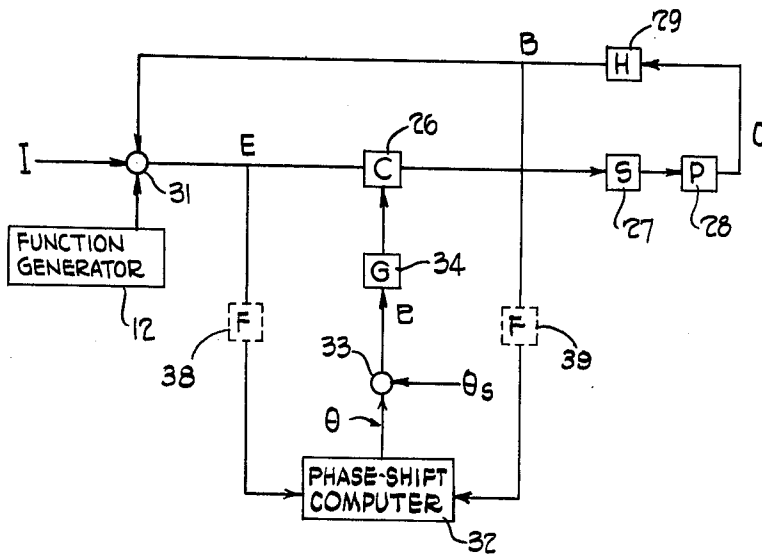 29
B
H
26
O
I
E
C
S
P
31
27
28
FUNCTION
GENERATOR
G
34
12
F
e
F
38
33
39
θs
θ
PHASE-SHIFT
COMPUTER
32